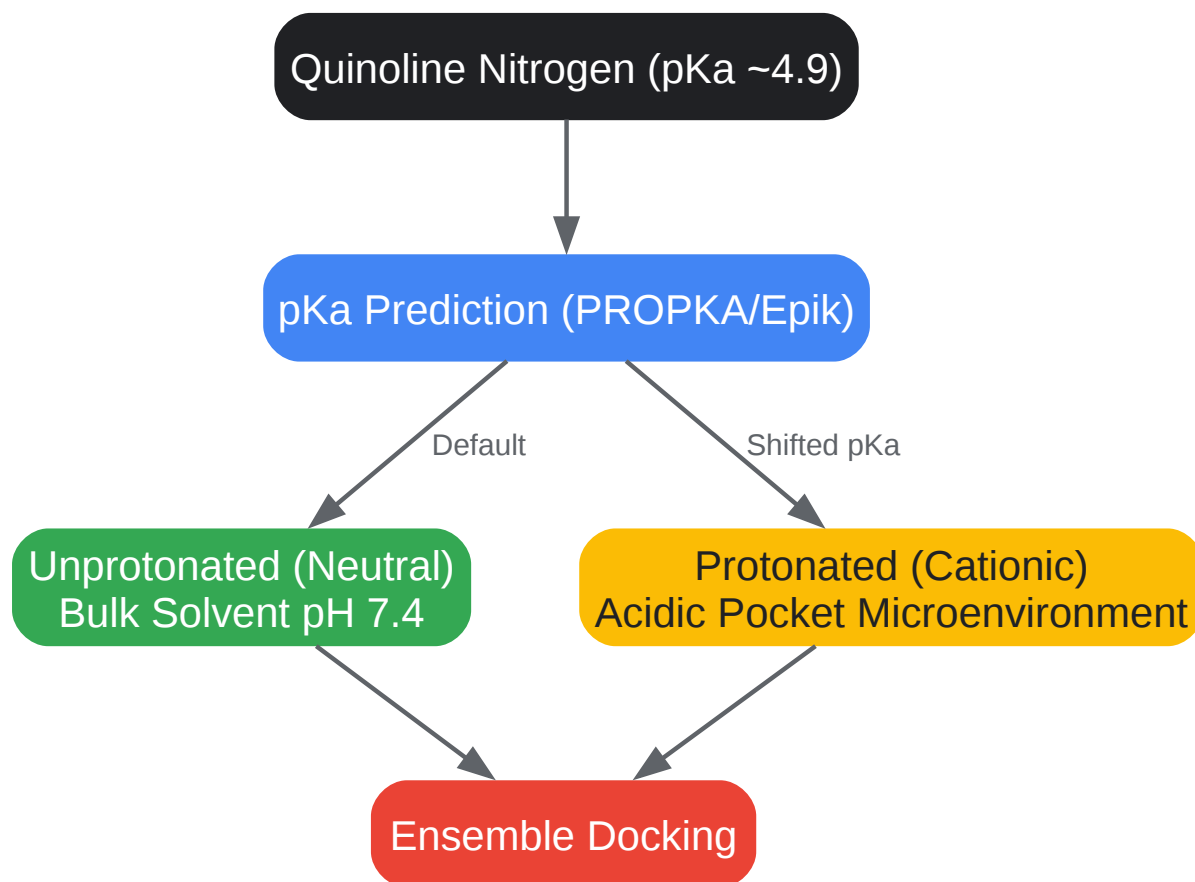 Quinoline Nitrogen (pKa ~4.9)
pKa Prediction (PROPKA/Epik)
Default
Shifted pKa
Unprotonated (Neutral)
Bulk Solvent pH 7.4
Protonated (Cationic)
Acidic Pocket Microenvironment
Ensemble Docking